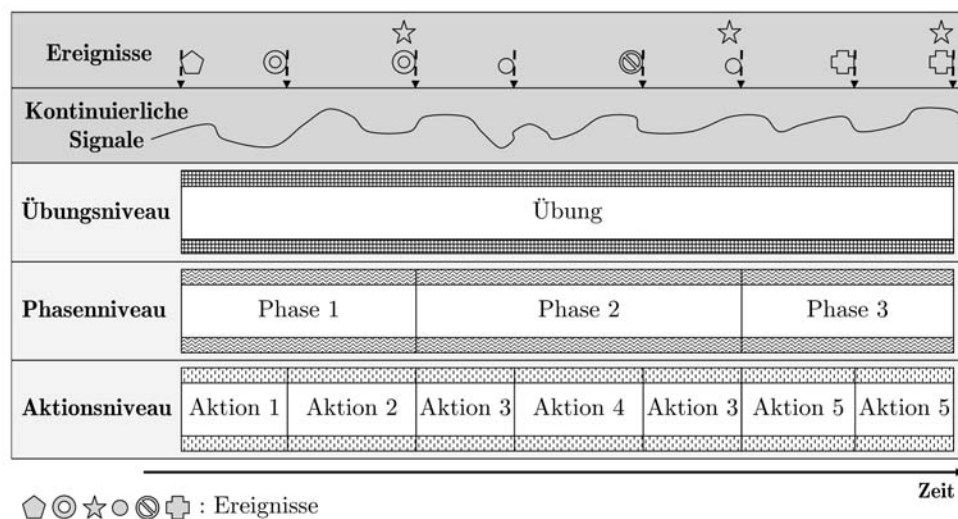 Ereignisse
Kontinuierliche
Signale
Übungsniveau
Übung
Phasenniveau
Phase 1
Phase 2
Phase 3
Aktionsniveau
Aktion 1
Aktion 2
Aktion 3
Aktion 4
Aktion 3
Aktion 5
Aktion 5
Zeit
: Ereignisse